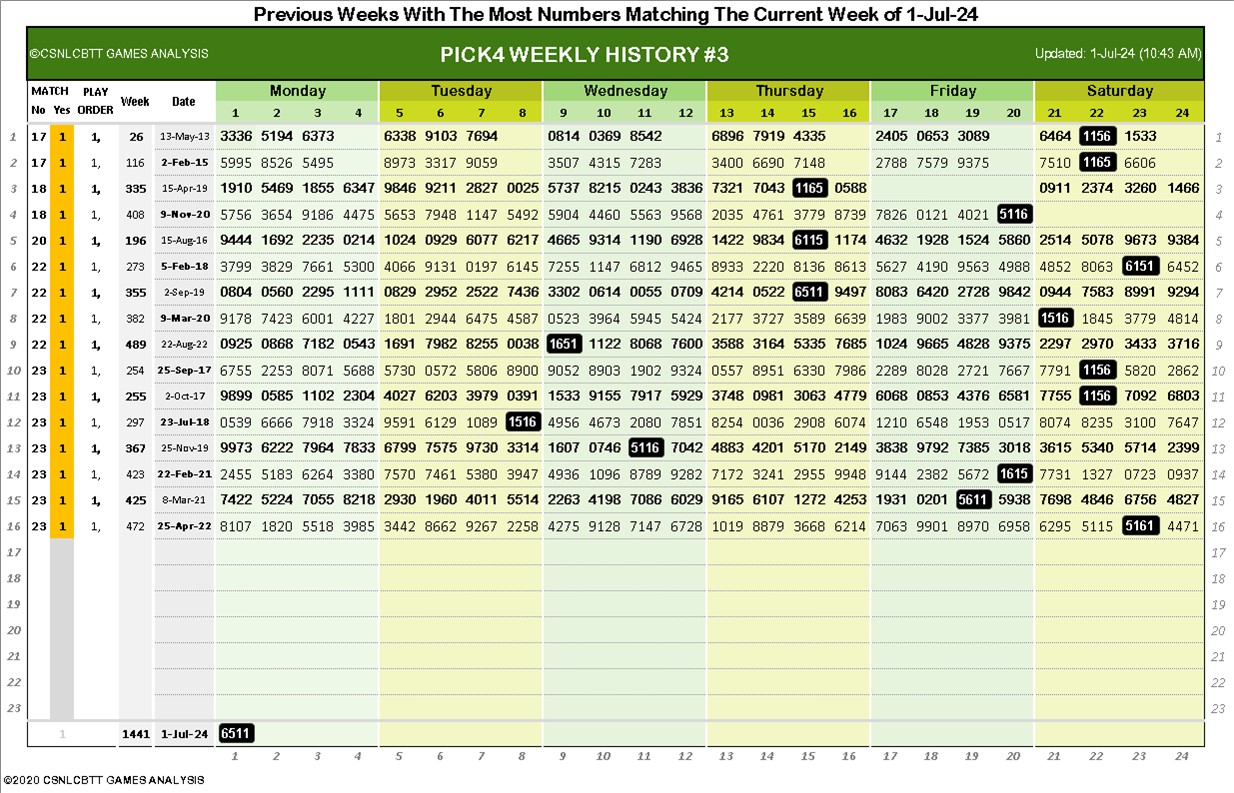 Previous Weeks With The Most Numbers Matching The Current Week of 1-Jul-24
©CSNLCBTT GAMES ANALYSIS PICK4 WEEKLY HISTORY #3 Updated: 1-Jul-24 (10:43 AM)
MATCH PLAY Week Date Monday Tuesday Wednesday Thursday Friday Saturday
No Yes ORDER 1 2 3 4 5 6 7 8 9 10 11 12 13 14 15 16 17 18 19 20 21 22 23 24
1 17 1 1, 26 13-May-13 3336 5194 6373 6338 9103 7694 0814 0369 8542 6896 7919 4335 2405 0653 3089 6464 1156 1533 1
2 17 1 1, 116 2-Feb-15 5995 8526 5495 8973 3317 9059 3507 4315 7283 3400 6690 7148 2788 7579 9375 7510 1165 6606 2
3 18 1 1, 335 15-Apr-19 1910 5469 1855 6347 9846 9211 2827 0025 5737 8215 0243 3836 7321 7043 1165 0588 0911 2374 3260 1466 3
4 18 1 1, 408 9-Nov-20 5756 3654 9186 4475 5653 7948 1147 5492 5904 4460 5563 9568 2035 4761 3779 8739 7826 0121 4021 5116 4
5 20 1 1, 196 15-Aug-16 9444 1692 2235 0214 1024 0929 6077 6217 4665 9314 1190 6928 1422 9834 6115 1174 4632 1928 1524 5860 2514 5078 9673 9384 5
6 22 1 1, 273 5-Feb-18 3799 3829 7661 5300 4066 9131 0197 6145 7255 1147 6812 9465 8933 2220 8136 8613 5627 4190 9563 4988 4852 8063 6151 6452 6
7 22 1 1, 355 2-Sep-19 0804 0560 2295 1111 0829 2952 2522 7436 3302 0614 0055 0709 4214 0522 6511 9497 8083 6420 2728 9842 0944 7583 8991 9294 7
8 22 1 1, 382 9-Mar-20 9178 7423 6001 4227 1801 2944 6475 4587 0523 3964 5945 5424 2177 3727 3589 6639 1983 9002 3377 3981 1516 1845 3779 4814 8
9 22 1 1, 489 22-Aug-22 0925 0868 7182 0543 1691 7982 8255 0038 1651 1122 8068 7600 3588 3164 5335 7685 1024 9665 4828 9375 2297 2970 3433 3716 9
10 23 1 1, 254 25-Sep-17 6755 2253 8071 5688 5730 0572 5806 8900 9052 8903 1902 9324 0557 8951 6330 7986 2289 8028 2721 7667 7791 1156 5820 2862 10
11 23 1 1, 255 2-Oct-17 9899 0585 1102 2304 4027 6203 3979 0391 1533 9155 7917 5929 3748 0981 3063 4779 6068 0853 4376 6581 7755 1156 7092 6803 11
12 23 1 1, 297 23-Jul-18 0539 6666 7918 3324 9591 6129 1089 1516 4956 4673 2080 7851 8254 0036 2908 6074 1210 6548 1953 0517 8074 8235 3100 7647 12
13 23 1 1, 367 25-Nov-19 9973 6222 7964 7833 6799 7575 9730 3314 1607 0746 5116 7042 4883 4201 5170 2149 3838 9792 7385 3018 3615 5340 5714 2399 13
14 23 1 1, 423 22-Feb-21 2455 5183 6264 3380 7570 7461 5380 3947 4936 1096 8789 9282 7172 3241 2955 9948 9144 2382 5672 1615 7731 1327 0723 0937 14
15 23 1 1, 425 8-Mar-21 7422 5224 7055 8218 2930 1960 4011 5514 2263 4198 7086 6029 9165 6107 1272 4253 1931 0201 5611 5938 7698 4846 6756 4827 15
16 23 1 1, 472 25-Apr-22 8107 1820 5518 3985 3442 8662 9267 2258 4275 9128 7147 6728 1019 8879 3668 6214 7063 9901 8970 6958 6295 5115 5161 4471 16
17 17
18 18
19 19
20 20
21 21
22 22
23 23
1 1441 1-Jul-24 6511
1 2 3 4 5 6 7 8 9 10 11 12 13 14 15 16 17 18 19 20 21 22 23 24
©2020 CSNLCBTT GAMES ANALYSIS